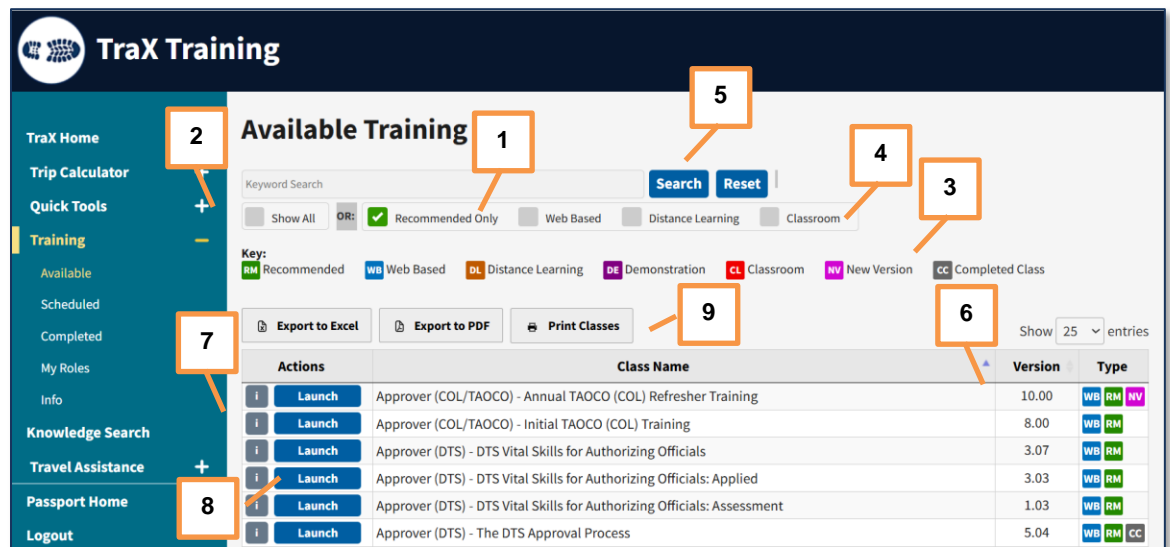 TraX Training
5
2
1
4
3
TraX Home
Trip Calculator
Quick Tools
Training
Available
Scheduled
Completed
My Roles
Info
Knowledge Search
Travel Assistance
Passport Home
Logout
7
8
Available Training
Keyword Search
Search Reset
Show All OR: Recommended Only Web Based Distance Learning Classroom
Key:
RM Recommended WB Web Based DL Distance Learning DE Demonstration CL Classroom NV New Version CC Completed Class
9
6
Export to Excel Export to PDF Print Classes
Show 25 entries
Actions Class Name Version Type
i Launch Approver (COL/TAOCO) - Annual TAOCO (COL) Refresher Training 10.00 WB RM NV
i Launch Approver (COL/TAOCO) - Initial TAOCO (COL) Training 8.00 WB RM
i Launch Approver (DTS) - DTS Vital Skills for Authorizing Officials 3.07 WB RM
i Launch Approver (DTS) - DTS Vital Skills for Authorizing Officials: Applied 3.03 WB RM
i Launch Approver (DTS) - DTS Vital Skills for Authorizing Officials: Assessment 1.03 WB RM
i Launch Approver (DTS) - The DTS Approval Process 5.04 WB RM CC